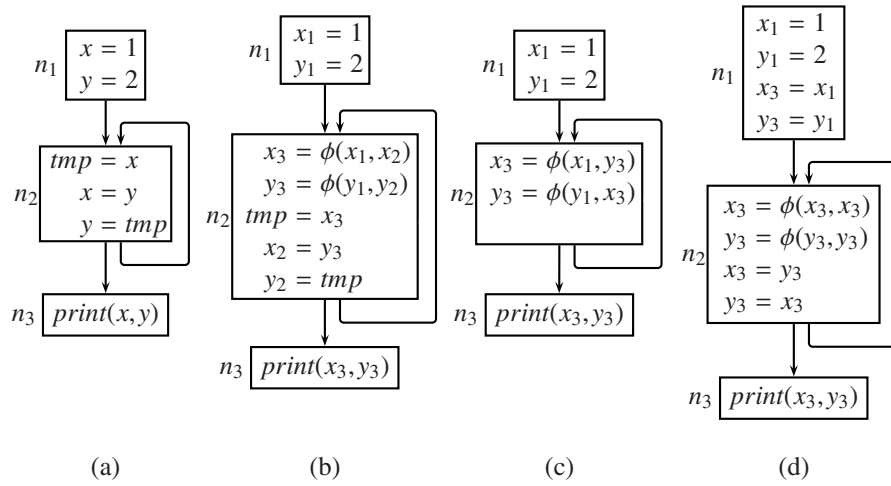 x = 1
y = 2
n₁
tmp = x
x = y
y = tmp
n₂
n₃
print(x,y)
(a)
x₁ = 1
y₁ = 2
n₁
x₃ = ϕ(x₁,x₂)
y₃ = ϕ(y₁,y₂)
n₂
tmp = x₃
x₂ = y₃
y₂ = tmp
n₃
print(x₃,y₃)
(b)
x₁ = 1
y₁ = 2
n₁
x₃ = ϕ(x₁,y₃)
y₃ = ϕ(y₁,x₃)
n₂
n₃
print(x₃,y₃)
(c)
x₁ = 1
y₁ = 2
n₁
x₃ = x₁
y₃ = y₁
x₃ = ϕ(x₃,x₃)
y₃ = ϕ(y₃,y₃)
n₂
x₃ = y₃
y₃ = x₃
n₃
print(x₃,y₃)
(d)